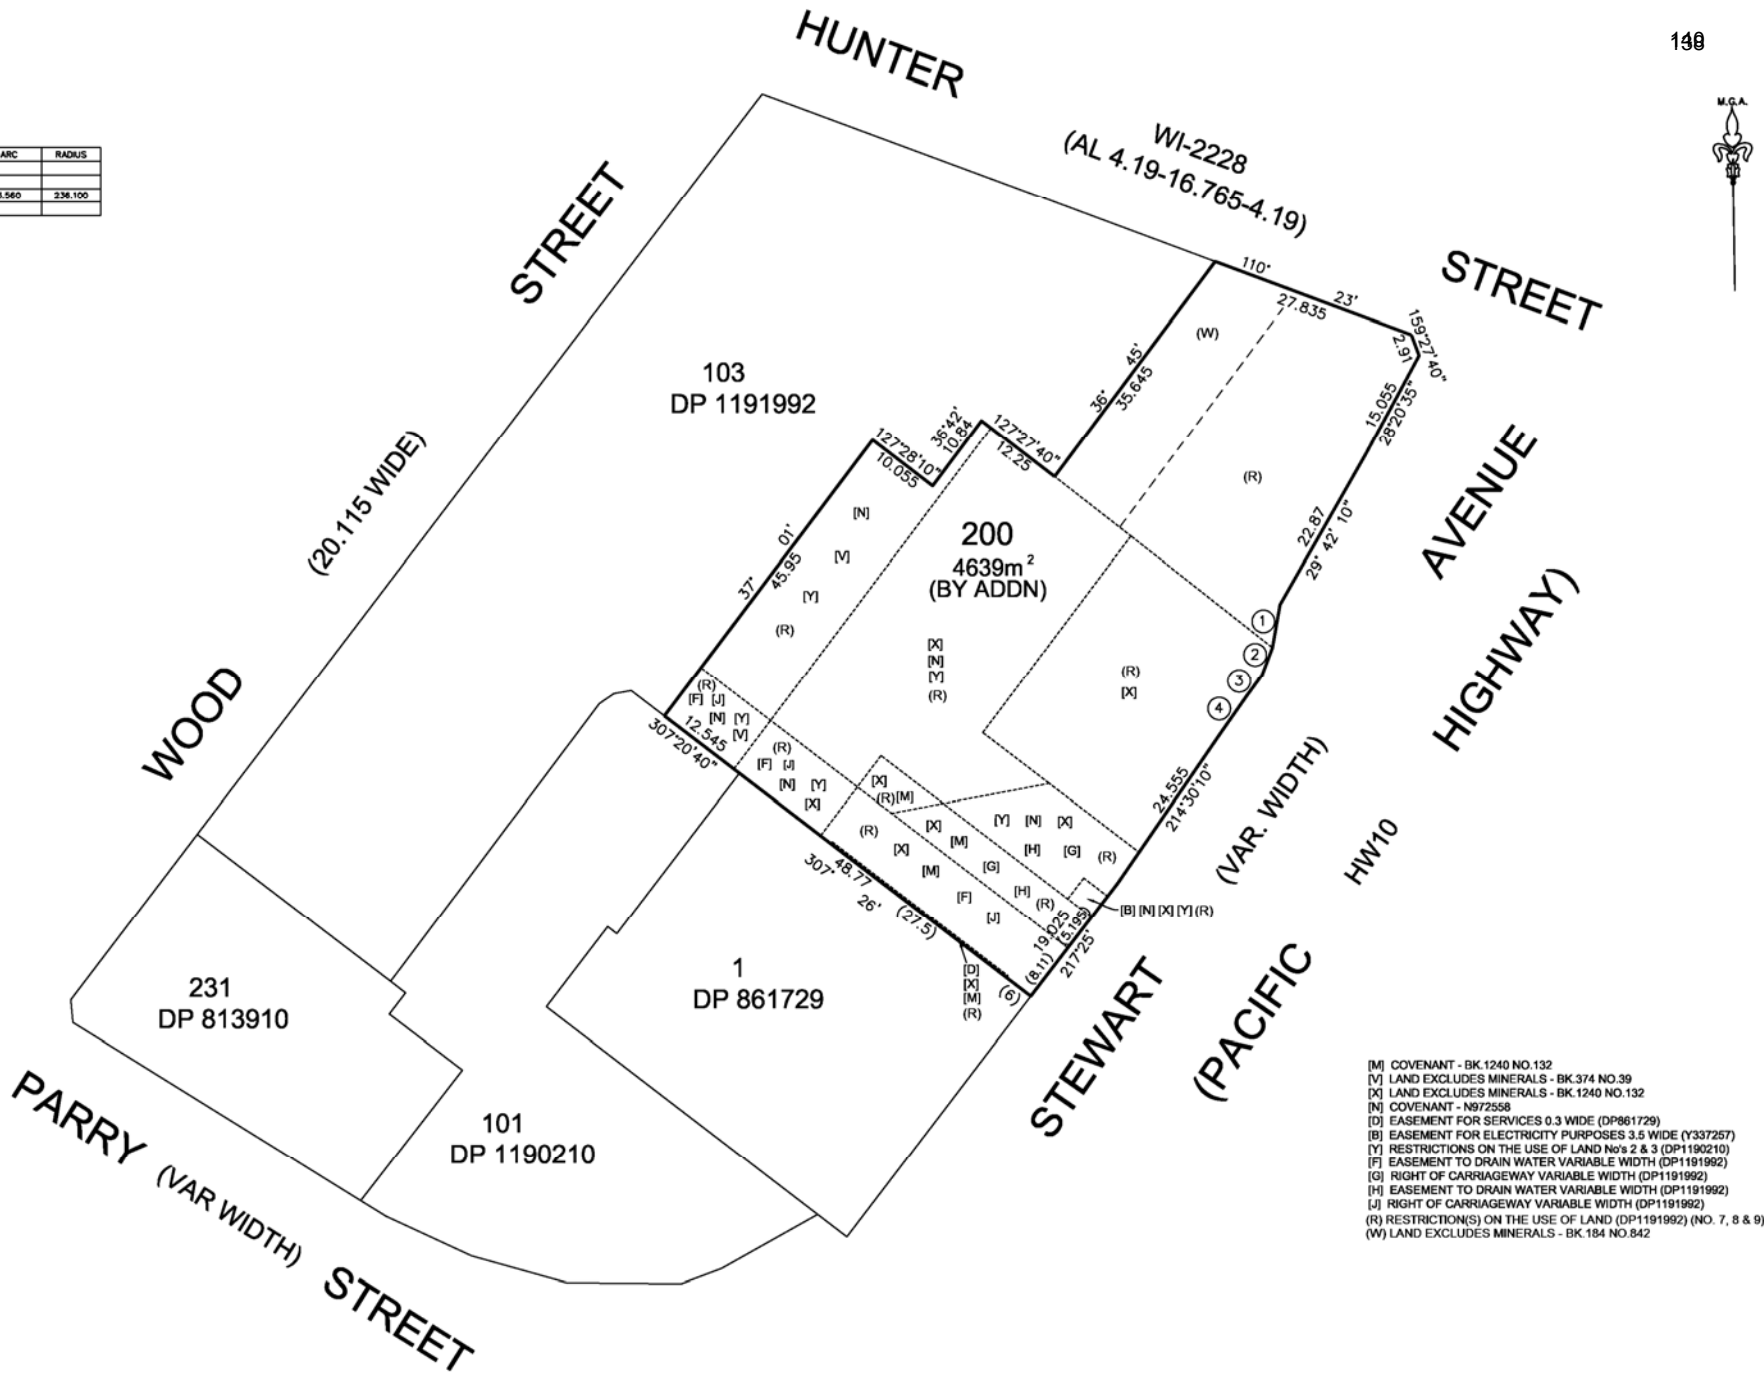 HUNTER
M.G.A.
ARC RADIUS
236.100
WI-2228
(AL 4.19-16.765-4.19)
STREET
STREET
110° 23'
27.835
159°27'40"
2.91
(W)
36° 45'
35.645
15.055
28°20'35"
103
DP 1191992
127°28'10"
10.055
36°42'
10.84
127°27'40"
12.25
(R)
AVENUE
(20.115 WIDE)
[N]
[V]
[Y]
(R)
37° 01'
45.95
200
4639m²
(BY ADDN)
22.87
29° 42' 10"
HIGHWAY)
1
2
3
4
[X]
[N]
[Y]
(R)
(R)
[X]
WOOD
(R)
[F] [J]
[N] [Y]
[V]
12.545
307°20'40"
(R)
[F] [J]
[N] [Y]
[X]
[X]
(R)[M]
24.555
214°30'10"
(VAR. WIDTH)
HW10
(R) [X] [M] [Y] [N] [X]
[X] [G] [H] [G] (R)
[M] [H]
[F] (R)
[J]
48.77
307° 26'
(27.5)
[B] [N] [X] [Y] (R)
19.025
(5.195)
(8.11)
217°25'
(6)
[D]
[X]
[M]
(R)
1
DP 861729
231
DP 813910
STEWART
(PACIFIC
101
DP 1190210
PARRY (VAR WIDTH) STREET
[M] COVENANT - BK.1240 NO.132
[V] LAND EXCLUDES MINERALS - BK.374 NO.39
[X] LAND EXCLUDES MINERALS - BK.1240 NO.132
[N] COVENANT - N972558
[D] EASEMENT FOR SERVICES 0.3 WIDE (DP861729)
[B] EASEMENT FOR ELECTRICITY PURPOSES 3.5 WIDE (Y337257)
[Y] RESTRICTIONS ON THE USE OF LAND No's 2 & 3 (DP1190210)
[F] EASEMENT TO DRAIN WATER VARIABLE WIDTH (DP1191992)
[G] RIGHT OF CARRIAGEWAY VARIABLE WIDTH (DP1191992)
[H] EASEMENT TO DRAIN WATER VARIABLE WIDTH (DP1191992)
[J] RIGHT OF CARRIAGEWAY VARIABLE WIDTH (DP1191992)
(R) RESTRICTION(S) ON THE USE OF LAND (DP1191992) (NO. 7, 8 & 9)
(W) LAND EXCLUDES MINERALS - BK.184 NO.842